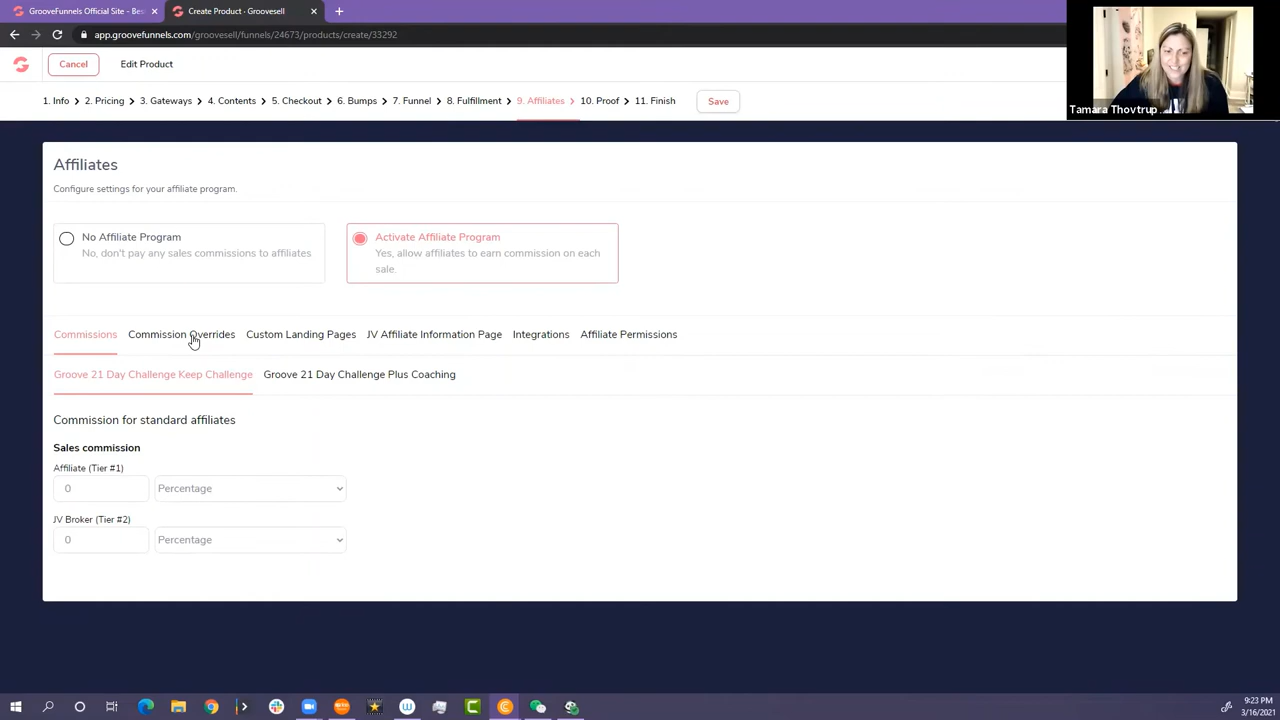 GrooveFunnels Official Site - Bes
Create Product · Groovesell
app.groovefunnels.com/groovesell/funnels/24673/products/create/33292
Cancel
Edit Product
1. Info > 2. Pricing > 3. Gateways > 4. Contents > 5. Checkout > 6. Bumps > 7. Funnel > 8. Fulfillment > 9. Affiliates > 10. Proof > 11. Finish
Save
Tamara Thovtrup
Affiliates
Configure settings for your affiliate program.
No Affiliate Program
No, don't pay any sales commissions to affiliates
Activate Affiliate Program
Yes, allow affiliates to earn commission on each
sale.
Commissions Commission Overrides Custom Landing Pages JV Affiliate Information Page Integrations Affiliate Permissions
Groove 21 Day Challenge Keep Challenge Groove 21 Day Challenge Plus Coaching
Commission for standard affiliates
Sales commission
Affiliate (Tier #1)
0 Percentage
JV Broker (Tier #2)
0 Percentage
9:23 PM
3/16/2021